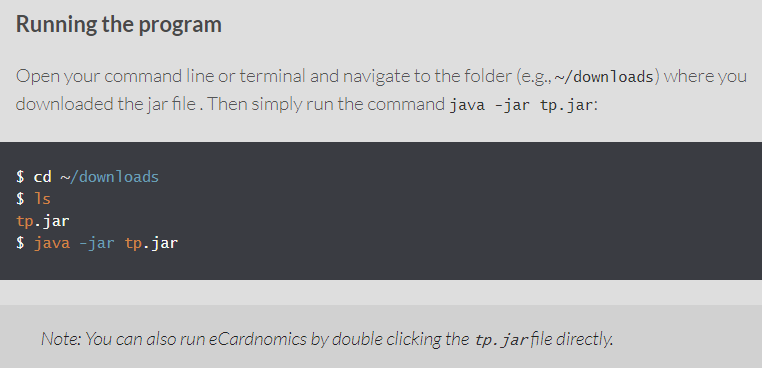 Running the program
Open your command line or terminal and navigate to the folder (e.g., ~/downloads) where you
downloaded the jar file . Then simply run the command java -jar tp.jar:
$ cd ~/downloads
$ ls
tp.jar
$ java -jar tp.jar
Note: You can also run eCardnomics by double clicking the tp.jar file directly.